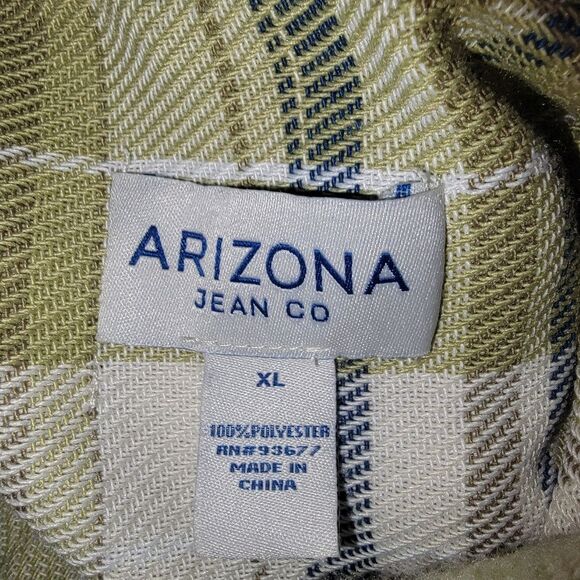 ARIZONA
JEAN CO
XL
100%POLYESTER
RN#93677
MADE IN
CHINA